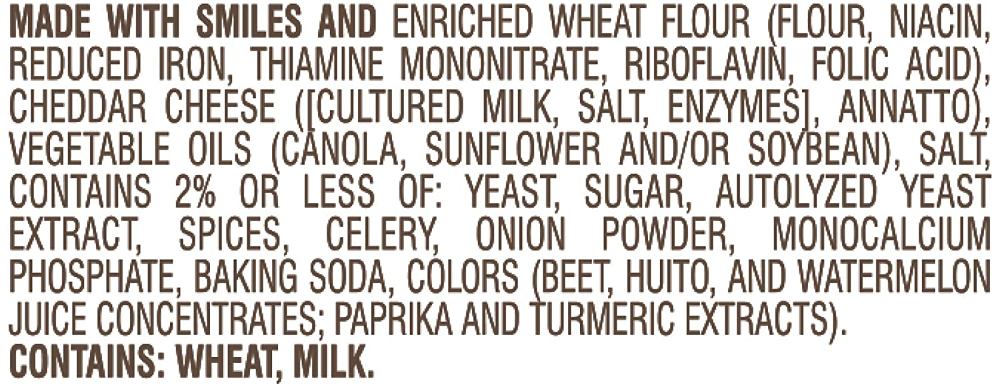 MADE WITH SMILES AND ENRICHED WHEAT FLOUR (FLOUR, NIACIN,
REDUCED IRON, THIAMINE MONONITRATE, RIBOFLAVIN, FOLIC ACID),
CHEDDAR CHEESE ([CULTURED MILK, SALT, ENZYMES], ANNATTO),
VEGETABLE OILS (CANOLA, SUNFLOWER AND/OR SOYBEAN), SALT,
CONTAINS 2% OR LESS OF: YEAST, SUGAR, AUTOLYZED YEAST
EXTRACT, SPICES, CELERY, ONION POWDER, MONOCALCIUM
PHOSPHATE, BAKING SODA, COLORS (BEET, HUITO, AND WATERMELON
JUICE CONCENTRATES; PAPRIKA AND TURMERIC EXTRACTS).
CONTAINS: WHEAT, MILK.